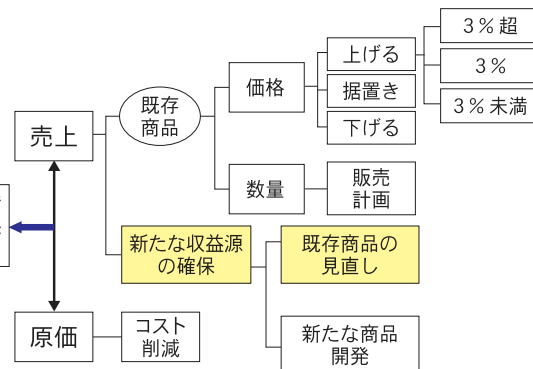 ３％超
上げる
３％
価格
据置き
既存
商品
３％未満
下げる
売上
数量
販売
計画
新たな収益源
の確保
既存商品の
見直し
原価
コスト
削減
新たな商品
開発